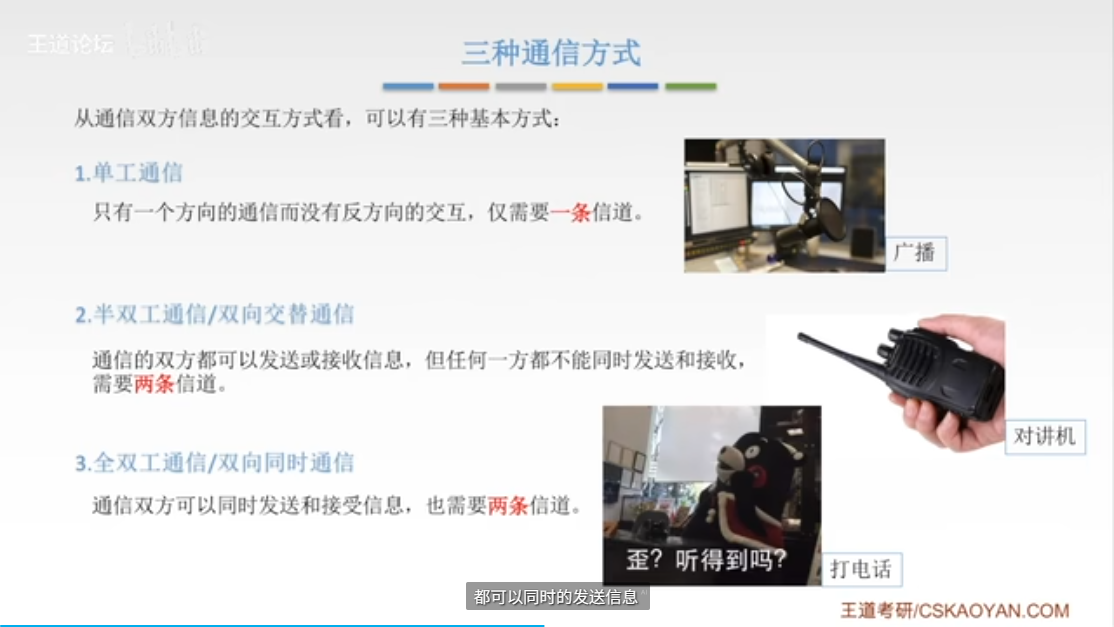 王道论坛
三种通信方式
从通信双方信息的交互方式看，可以有三种基本方式：
1.单工通信
只有一个方向的通信而没有反方向的交互，仅需要一条信道。
广播
2.半双工通信/双向交替通信
通信的双方都可以发送或接收信息，但任何一方都不能同时发送和接收，
需要两条信道。
对讲机
3.全双工通信/双向同时通信
通信双方可以同时发送和接受信息，也需要两条信道。
歪？听得到吗？
打电话
都可以同时的发送信息
王道考研/CSKAOYAN.COM